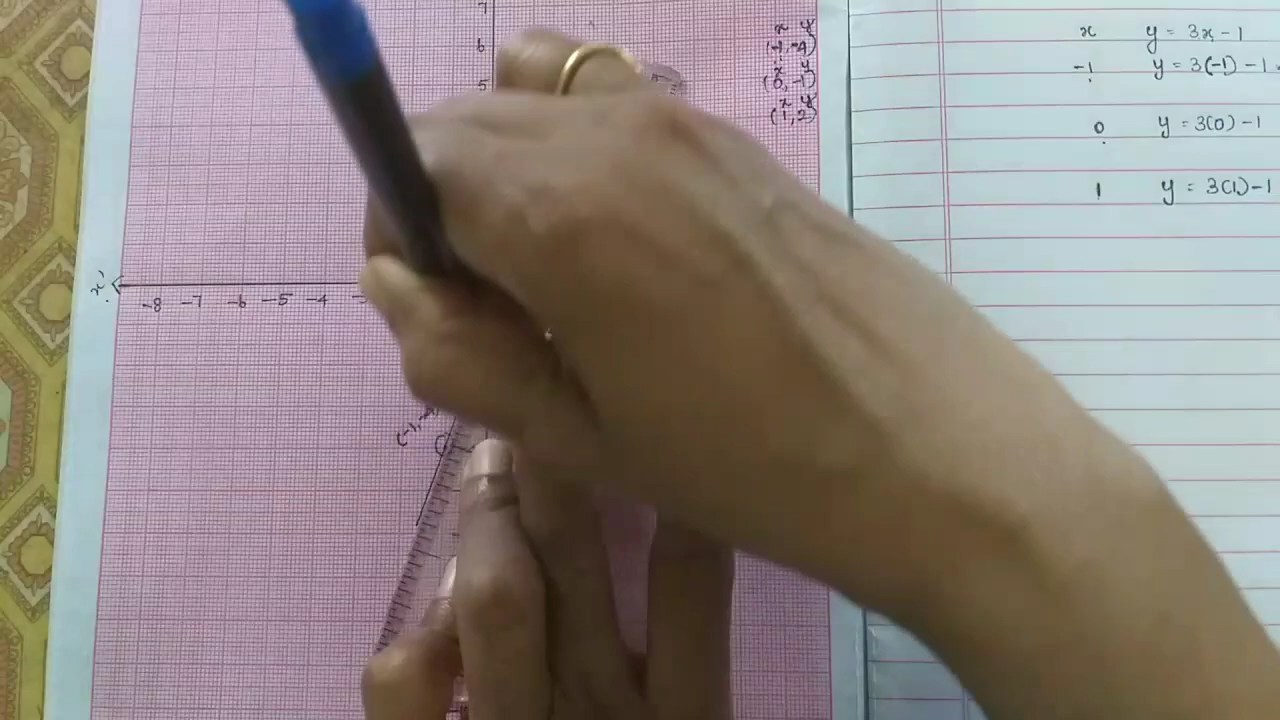 7
6
5
x y
(-1, -4)
x y
(0, -1)
x y
(1, 2)
x'
-8 -7 -6 -5 -4
x y = 3x - 1
-1 y = 3(-1) - 1
0 y = 3(0) - 1
1 y = 3(1) - 1